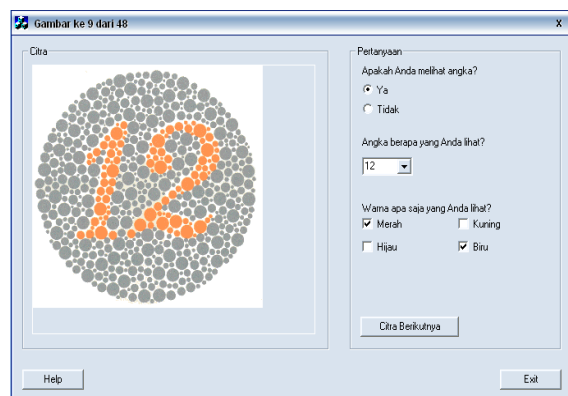 Gambar ke 9 dari 48 X
Citra
12
Pertanyaan
Apakah Anda melihat angka?
Ya
Tidak
Angka berapa yang Anda lihat?
12
Warna apa saja yang Anda lihat?
Merah Kuning
Hijau Biru
Citra Berikutnya
Help Exit